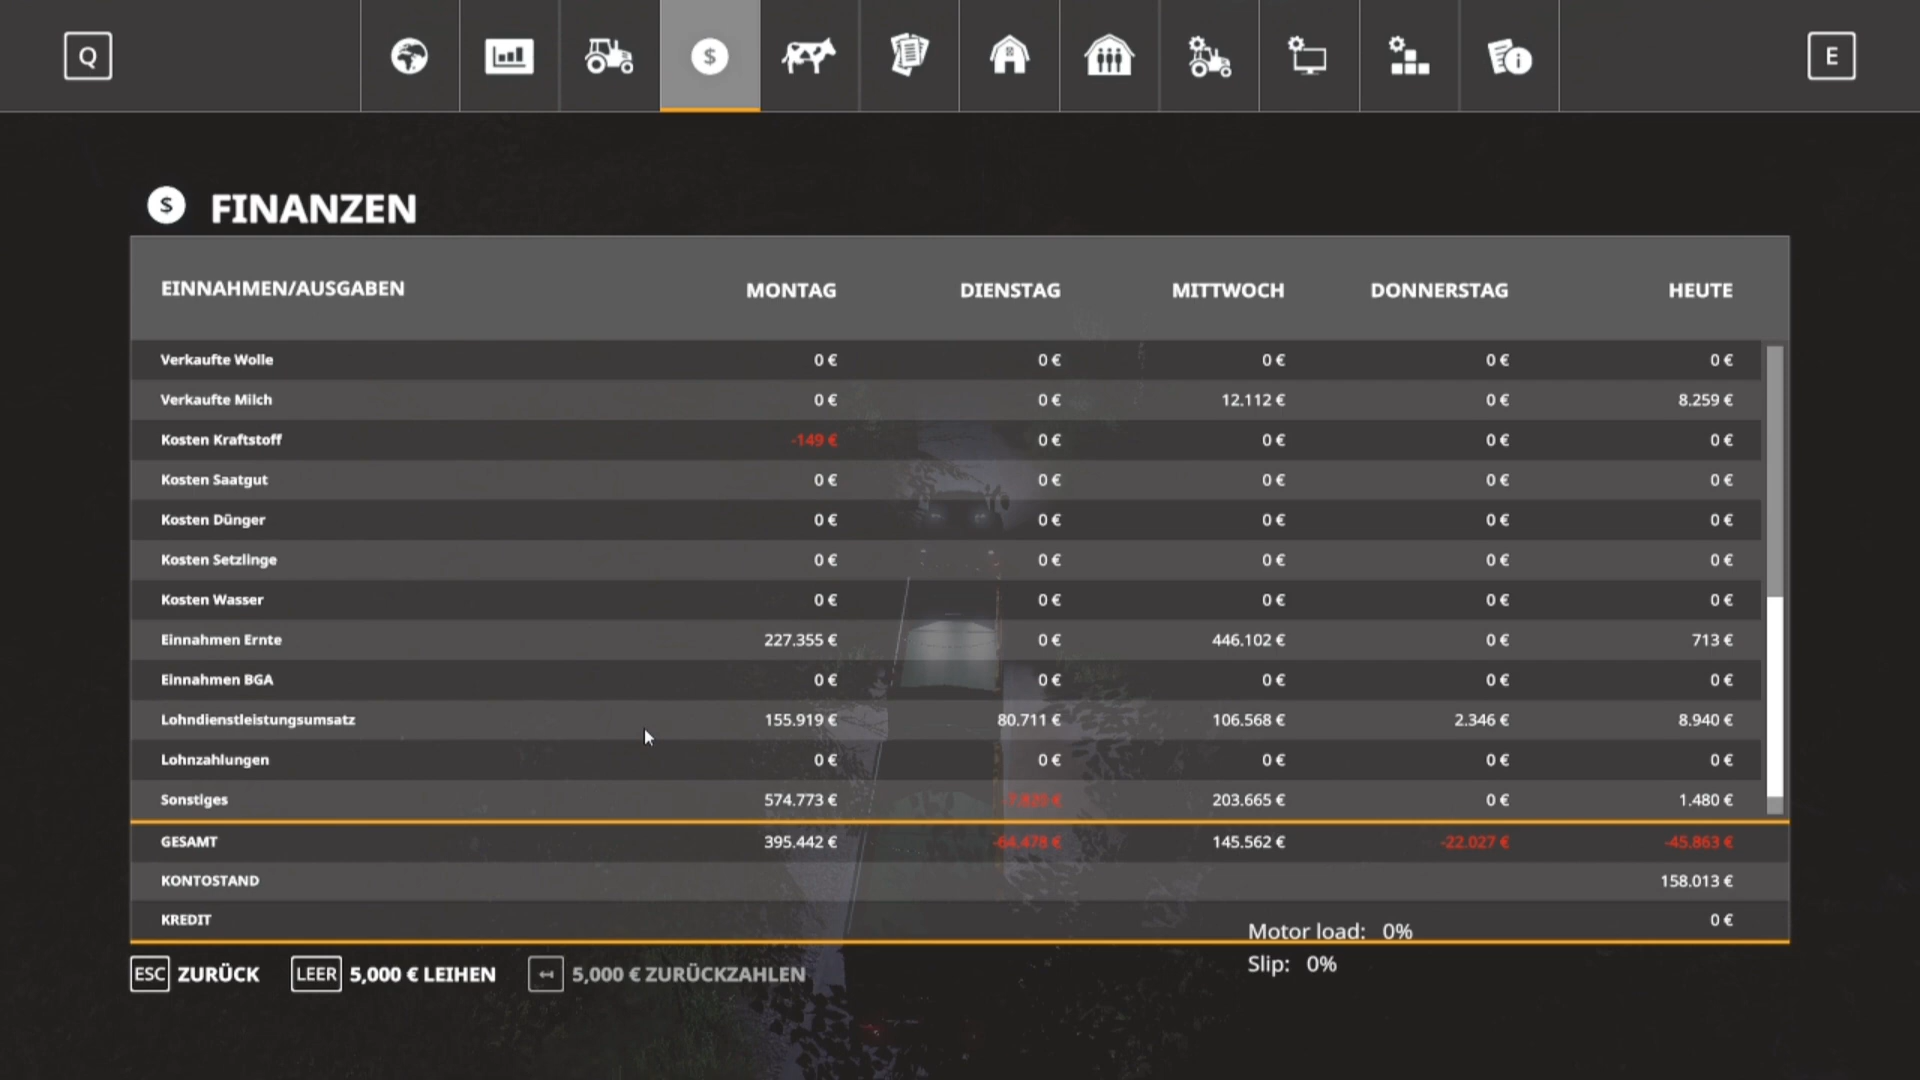 Q
E
FINANZEN
EINNAHMEN/AUSGABEN MONTAG DIENSTAG MITTWOCH DONNERSTAG HEUTE
Verkaufte Wolle 0 € 0 € 0 € 0 € 0 €
Verkaufte Milch 0 € 0 € 12.112 € 0 € 8.259 €
Kosten Kraftstoff -149 € 0 € 0 € 0 € 0 €
Kosten Saatgut 0 € 0 € 0 € 0 € 0 €
Kosten Dünger 0 € 0 € 0 € 0 € 0 €
Kosten Setzlinge 0 € 0 € 0 € 0 € 0 €
Kosten Wasser 0 € 0 € 0 € 0 € 0 €
Einnahmen Ernte 227.355 € 0 € 446.102 € 0 € 713 €
Einnahmen BGA 0 € 0 € 0 € 0 € 0 €
Lohndienstleistungsumsatz 155.919 € 80.711 € 106.568 € 2.346 € 8.940 €
Lohnzahlungen 0 € 0 € 0 € 0 € 0 €
Sonstiges 574.773 € 203.665 € 0 € 1.480 €
GESAMT 395.442 € -64.478 € 145.562 € -22.027 € -45.863 €
KONTOSTAND 158.013 €
KREDIT 0 €
Motor load: 0%
Slip: 0%
ESC ZURÜCK LEER 5,000 € LEIHEN 5,000 € ZURÜCKZAHLEN